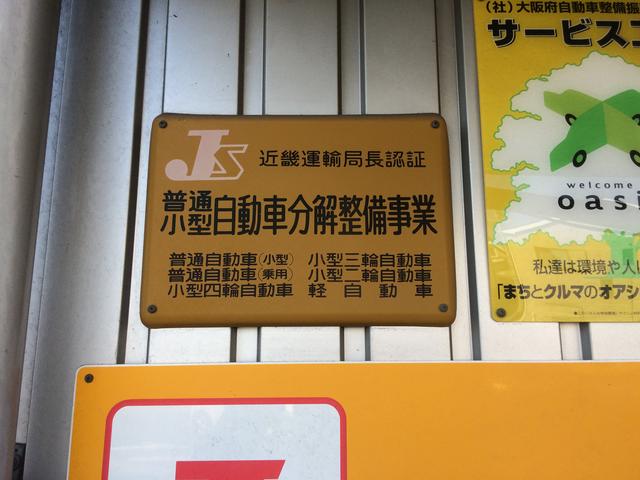 JS 近畿運輸局長認証
普通
小型
自動車分解整備事業
普通自動車(小型) 小型三輪自動車
普通自動車(乗用) 小型二輪自動車
小型四輪自動車 軽自動車
(社)大阪府自動車整備振
サービスコ
welcome
oasi
私達は環境や人に
「まちとクルマのオアシ